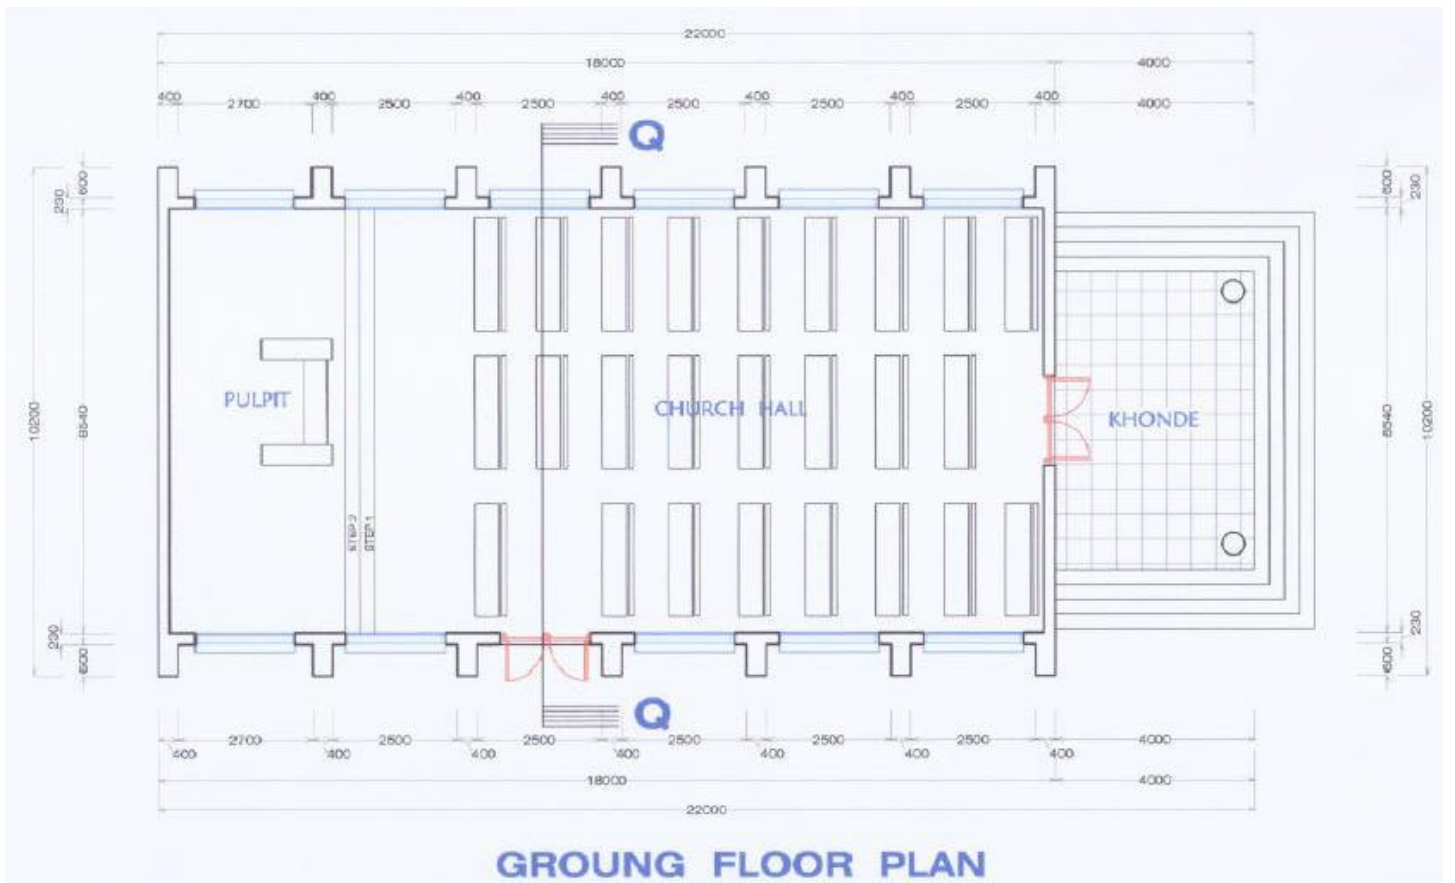 22000
18000 4000
400 2700 400 2500 400 2500 400 2500 400 2500 400 2500 400 4000
Q
600 600
230 230
10200 8540 8540 10200
PULPIT CHURCH HALL KHONDE
STEP 2
STEP 1
230 230
600 600
Q
2700 2500 2500 2500 2500 2500 4000
400 400 400 400 400 400 400
18000 4000
22000
GROUNG FLOOR PLAN